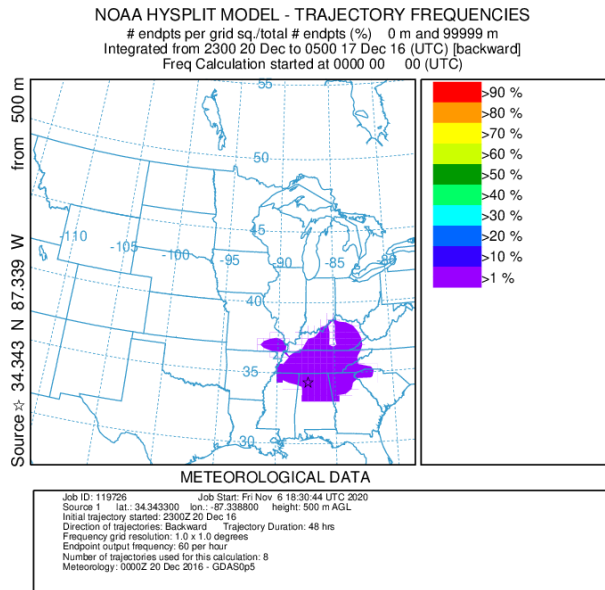 NOAA HYSPLIT MODEL - TRAJECTORY FREQUENCIES
# endpts per grid sq./total # endpts (%)    0 m and 99999 m
Integrated from 2300 20 Dec to 0500 17 Dec 16 (UTC) [backward]
Freq Calculation started at 0000 00    00 (UTC)
Source ☆ 34.343 N 87.339 W    from    500 m
55
50
45
40
35
30
-110
-105
-100
-95
-90
-85
-80
>90 %
>80 %
>70 %
>60 %
>50 %
>40 %
>30 %
>20 %
>10 %
>1 %
METEOROLOGICAL DATA
Job ID: 119726    Job Start: Fri Nov 6 18:30:44 UTC 2020
Source 1    lat.: 34.343300    lon.: -87.338800    height: 500 m AGL
Initial trajectory started: 2300Z 20 Dec 16
Direction of trajectories: Backward    Trajectory Duration: 48 hrs
Frequency grid resolution: 1.0 x 1.0 degrees
Endpoint output frequency: 60 per hour
Number of trajectories used for this calculation: 8
Meteorology: 0000Z 20 Dec 2016 - GDAS0p5